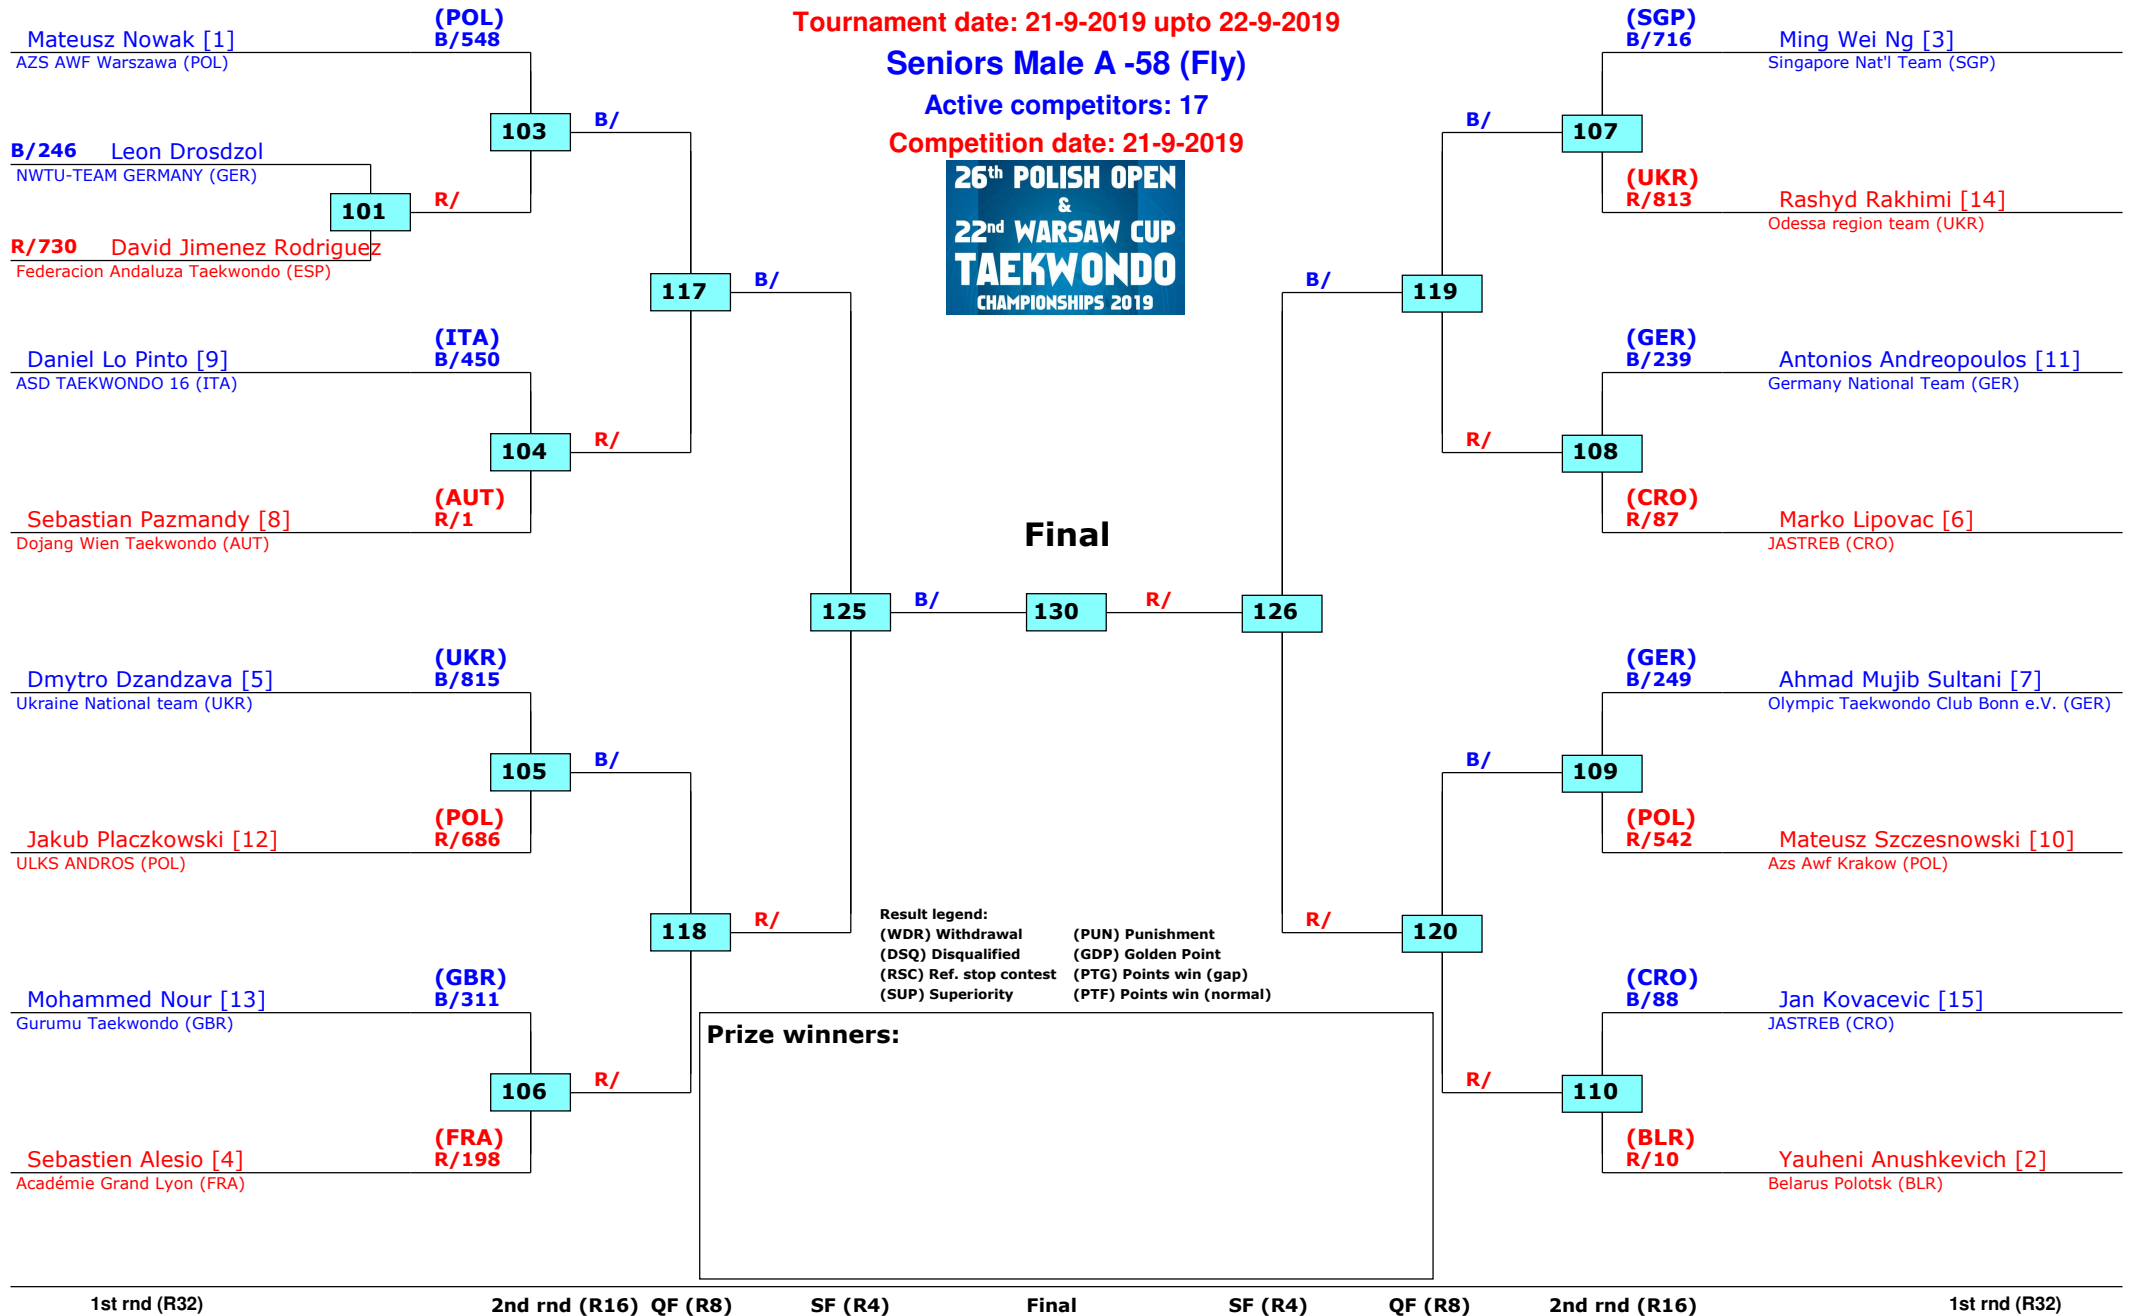 Tournament date: 21-9-2019 upto 22-9-2019
Seniors Male A -58 (Fly)
Active competitors: 17
Competition date: 21-9-2019
26th POLISH OPEN
&
22nd WARSAW CUP
TAEKWONDO
CHAMPIONSHIPS 2019
(POL)
Mateusz Nowak [1] B/548
AZS AWF Warszawa (POL)
103 B/
B/246 Leon Drosdzol
NWTU-TEAM GERMANY (GER)
101 R/
R/730 David Jimenez Rodriguez
Federacion Andaluza Taekwondo (ESP)
117 B/
(ITA)
Daniel Lo Pinto [9] B/450
ASD TAEKWONDO 16 (ITA)
104 R/
(AUT)
Sebastian Pazmandy [8] R/1
Dojang Wien Taekwondo (AUT)
Final
125 B/ 130 R/ 126
(UKR)
Dmytro Dzandzava [5] B/815
Ukraine National team (UKR)
105 B/
(POL)
Jakub Placzkowski [12] R/686
ULKS ANDROS (POL)
118 R/
(GBR)
Mohammed Nour [13] B/311
Gurumu Taekwondo (GBR)
106 R/
(FRA)
Sebastien Alesio [4] R/198
Académie Grand Lyon (FRA)
(SGP)
B/716 Ming Wei Ng [3]
Singapore Nat'l Team (SGP)
B/ 107
(UKR)
R/813 Rashyd Rakhimi [14]
Odessa region team (UKR)
B/ 119
(GER)
B/239 Antonios Andreopoulos [11]
Germany National Team (GER)
R/ 108
(CRO)
R/87 Marko Lipovac [6]
JASTREB (CRO)
(GER)
B/249 Ahmad Mujib Sultani [7]
Olympic Taekwondo Club Bonn e.V. (GER)
B/ 109
(POL)
R/542 Mateusz Szczesnowski [10]
Azs Awf Krakow (POL)
R/ 120
(CRO)
B/88 Jan Kovacevic [15]
JASTREB (CRO)
R/ 110
(BLR)
R/10 Yauheni Anushkevich [2]
Belarus Polotsk (BLR)
Result legend:
(WDR) Withdrawal (PUN) Punishment
(DSQ) Disqualified (GDP) Golden Point
(RSC) Ref. stop contest (PTG) Points win (gap)
(SUP) Superiority (PTF) Points win (normal)
Prize winners:
1st rnd (R32) 2nd rnd (R16) QF (R8) SF (R4) Final SF (R4) QF (R8) 2nd rnd (R16) 1st rnd (R32)